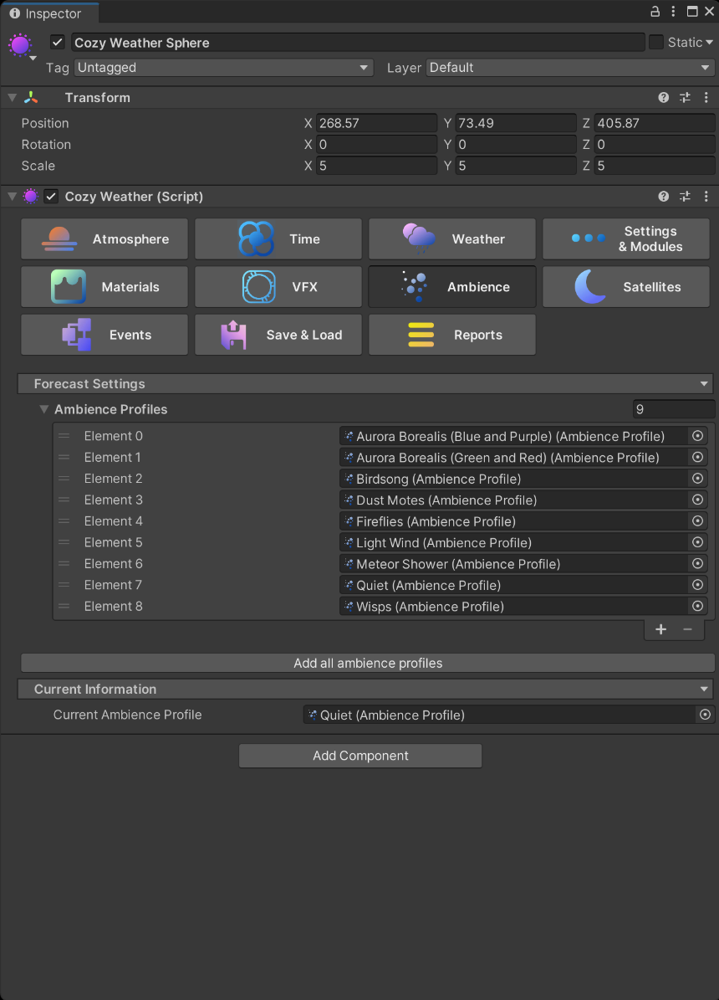 Inspector
Cozy Weather Sphere Static
Tag Untagged Layer Default
Transform
Position X 268.57 Y 73.49 Z 405.87
Rotation X 0 Y 0 Z 0
Scale X 5 Y 5 Z 5
Cozy Weather (Script)
Atmosphere Time Weather Settings & Modules
Materials VFX Ambience Satellites
Events Save & Load Reports
Forecast Settings
Ambience Profiles 9
Element 0 Aurora Borealis (Blue and Purple) (Ambience Profile)
Element 1 Aurora Borealis (Green and Red) (Ambience Profile)
Element 2 Birdsong (Ambience Profile)
Element 3 Dust Motes (Ambience Profile)
Element 4 Fireflies (Ambience Profile)
Element 5 Light Wind (Ambience Profile)
Element 6 Meteor Shower (Ambience Profile)
Element 7 Quiet (Ambience Profile)
Element 8 Wisps (Ambience Profile)
Add all ambience profiles
Current Information
Current Ambience Profile Quiet (Ambience Profile)
Add Component